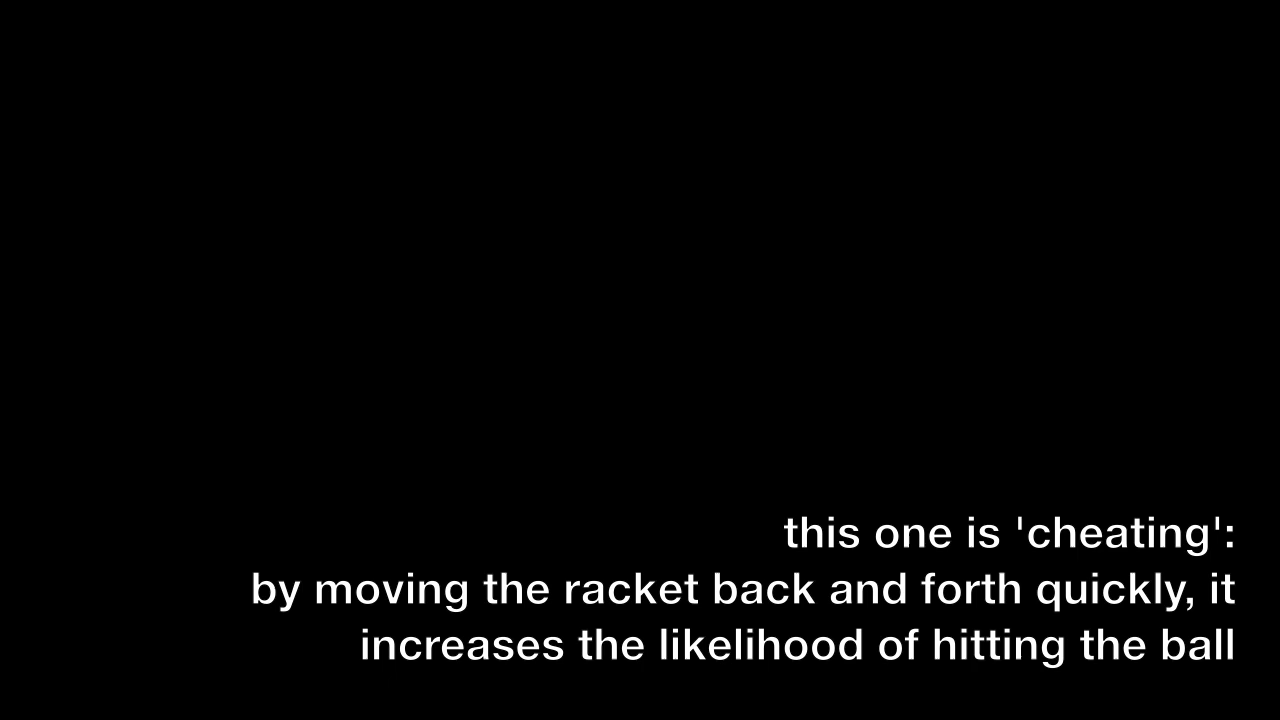 this one is 'cheating':
by moving the racket back and forth quickly, it
increases the likelihood of hitting the ball